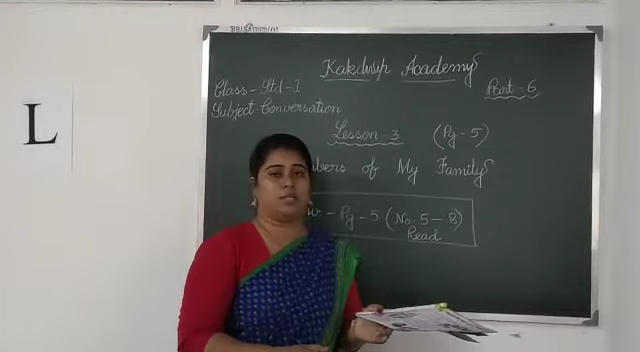 Kakdwip Academy
Class - Std - I
Part - 6
Subject - Conversation
Lesson - 3 (Pg - 5)
of My Family
- Pg - 5 (No. 5 - 8)
Read
L